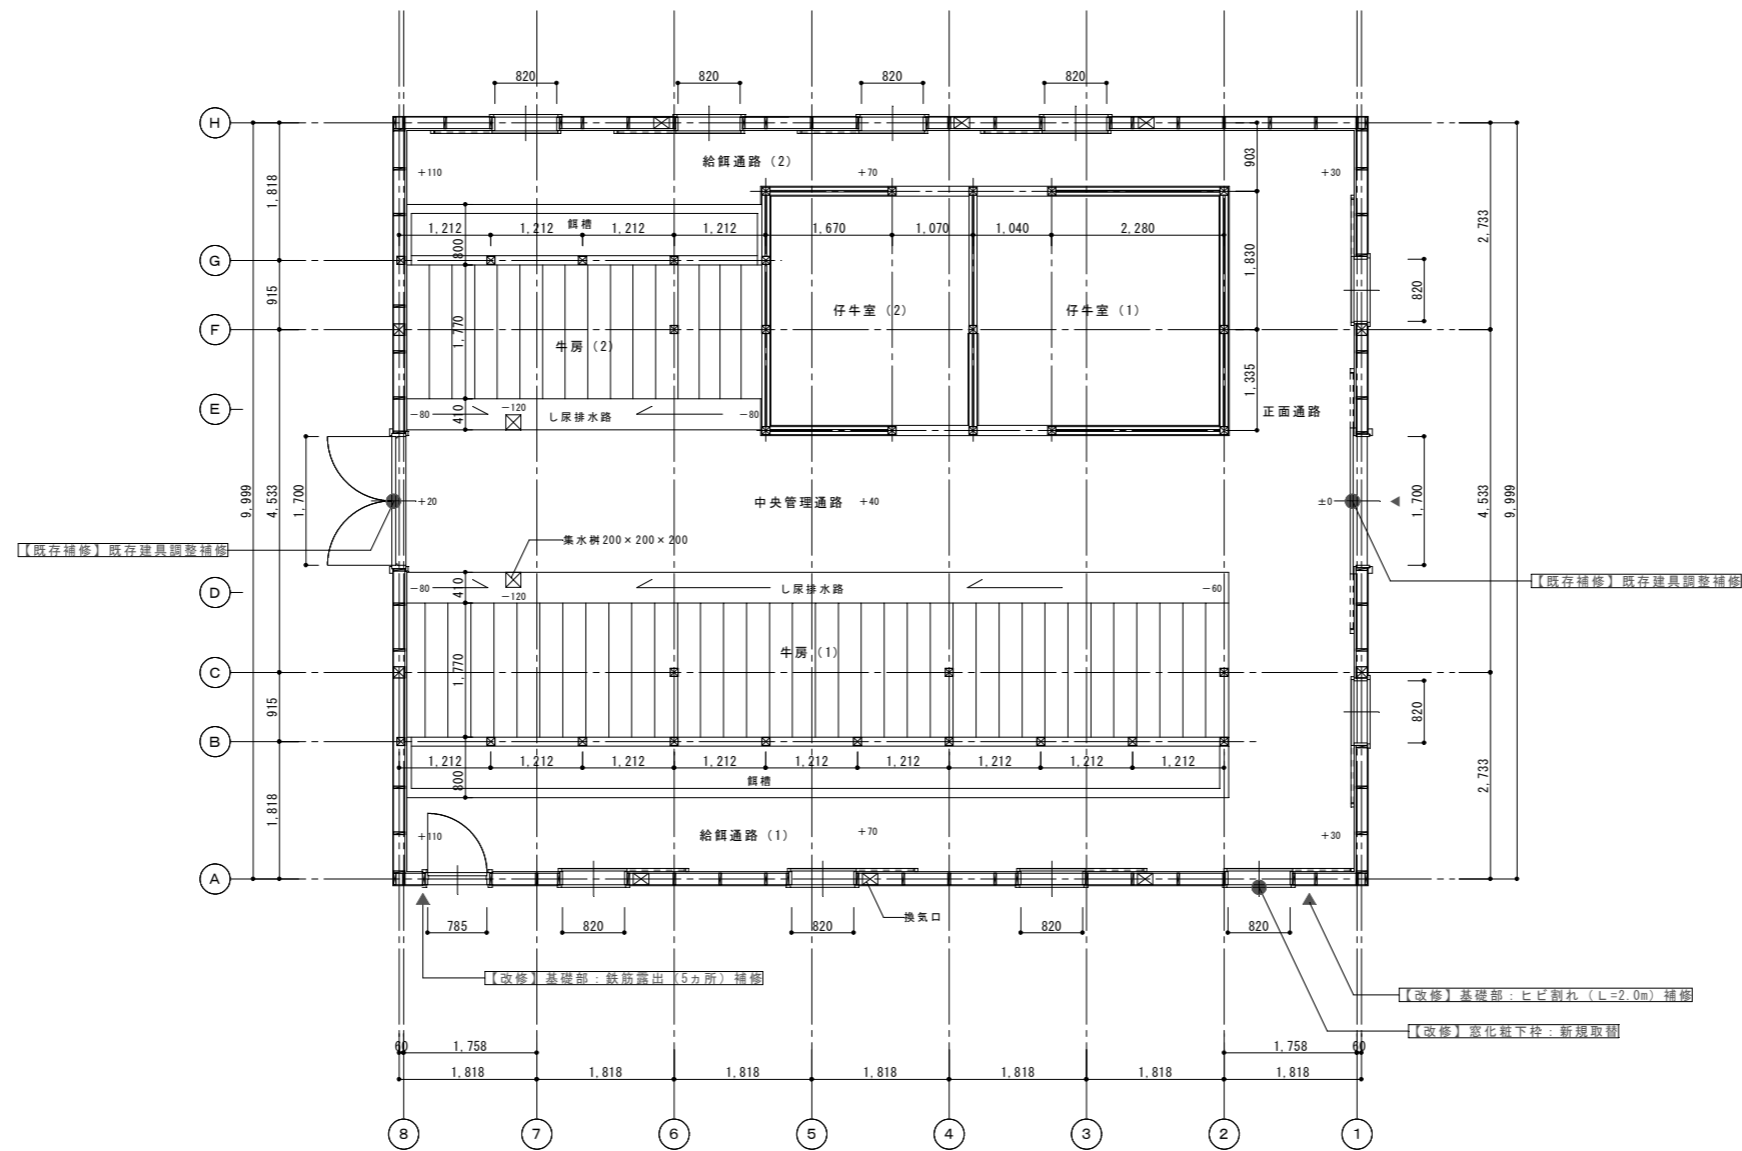 820 820 820 820
H
給餌通路（2）
+110 +70 +30
903
1,818
2,733
1,212 1,212 1,212 1,212 1,670 1,070 1,040 2,280
餌槽
800
G
915
1,830
820
仔牛室（2） 仔牛室（1）
F
1,770
牛房（2）
1,335
E
-80 -120 し尿排水路 -80
410
正面通路
9,999 4,533 1,700
+20 中央管理通路 +40 ±0
1,700 4,533 9,999
【既存補修】既存建具調整補修
集水桝200×200×200
【既存補修】既存建具調整補修
D
-80 -120 し尿排水路 -60
410
牛房（1）
C
1,770
915
820
B
1,212 1,212 1,212 1,212 1,212 1,212 1,212 1,212 1,212
餌槽
800
1,818
2,733
給餌通路（1）
+110 +70 +30
A
換気口
785 820 820 820 820
【改修】基礎部：鉄筋露出（5ヵ所）補修
【改修】基礎部：ヒビ割れ（L=2.0m）補修
【改修】窓化粧下枠：新規取替
60 1,758 1,758 60
1,818 1,818 1,818 1,818 1,818 1,818 1,818
8 7 6 5 4 3 2 1